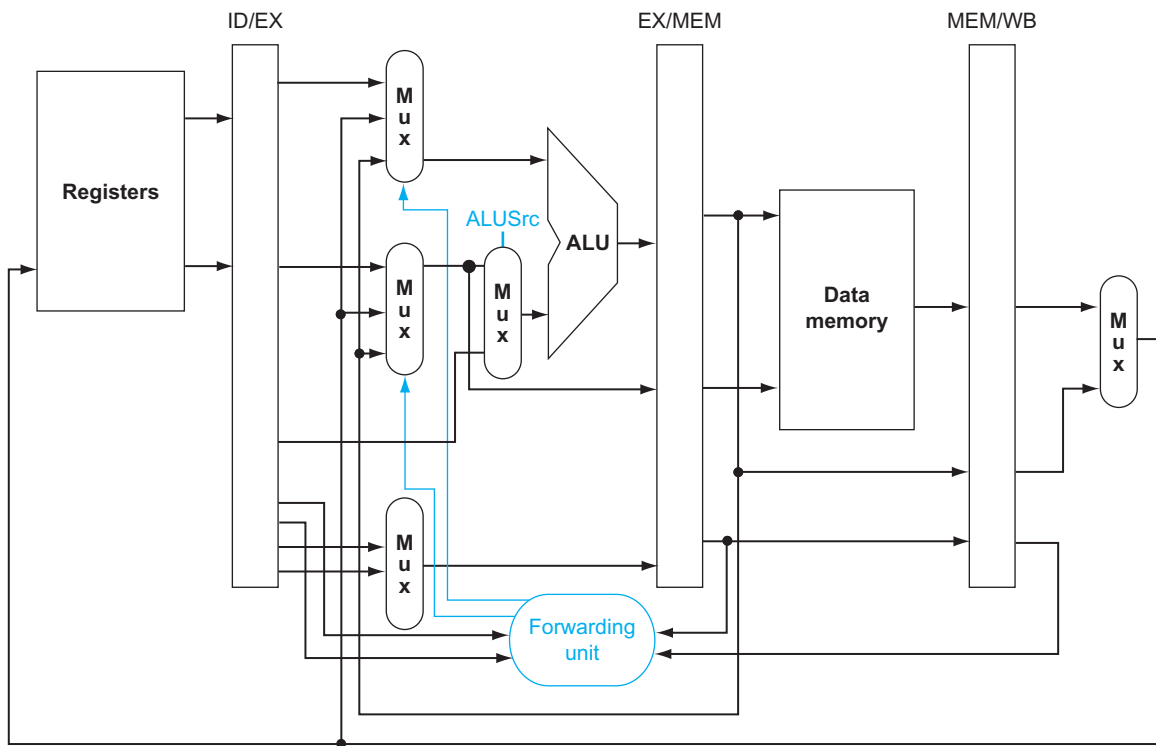 ID/EX
EX/MEM
MEM/WB
M
u
x
Registers
ALUSrc
ALU
M
u
x
M
u
x
Data
memory
M
u
x
M
u
x
Forwarding
unit